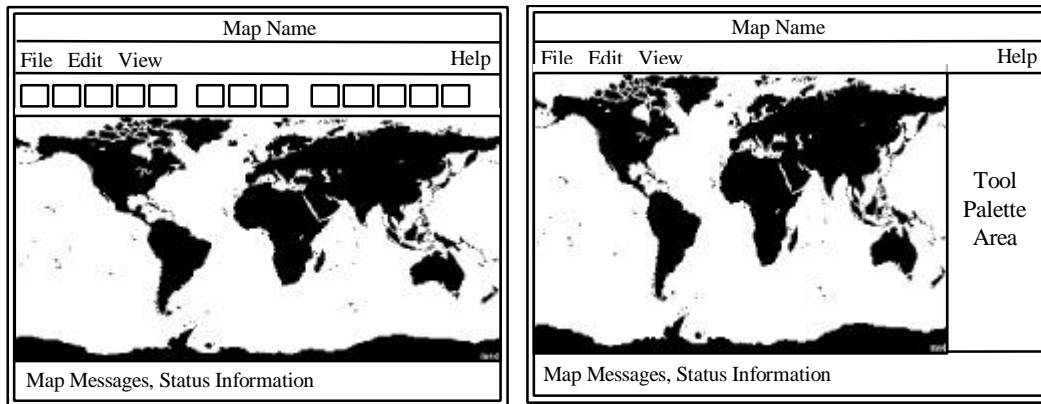 Map Name
File Edit View Help
Map Messages, Status Information
Map Name
File Edit View Help
Tool
Palette
Area
Map Messages, Status Information